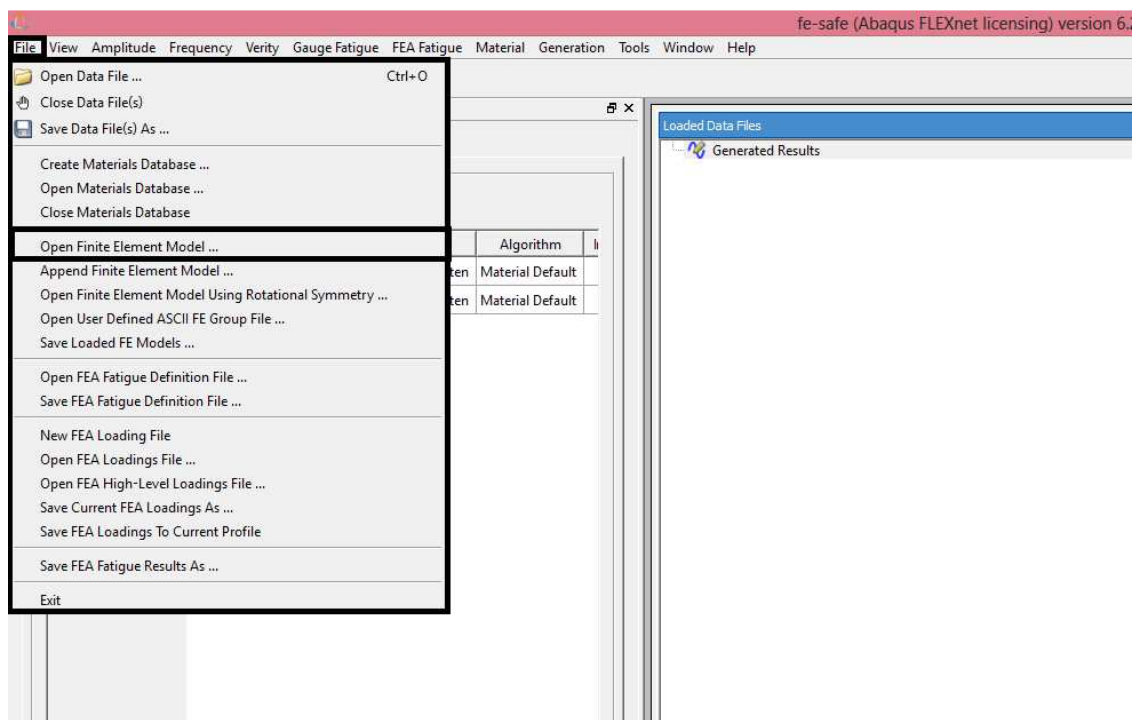 fe-safe (Abaqus FLEXnet licensing) version 6.2
File View Amplitude Frequency Verity Gauge Fatigue FEA Fatigue Material Generation Tools Window Help
Open Data File ... Ctrl+O
Close Data File(s)
Save Data File(s) As ...
Create Materials Database ...
Open Materials Database ...
Close Materials Database
Open Finite Element Model ...
Append Finite Element Model ...
Open Finite Element Model Using Rotational Symmetry ...
Open User Defined ASCII FE Group File ...
Save Loaded FE Models ...
Open FEA Fatigue Definition File ...
Save FEA Fatigue Definition File ...
New FEA Loading File
Open FEA Loadings File ...
Open FEA High-Level Loadings File ...
Save Current FEA Loadings As ...
Save FEA Loadings To Current Profile
Save FEA Fatigue Results As ...
Exit
Algorithm
ten Material Default
ten Material Default
Loaded Data Files
Generated Results